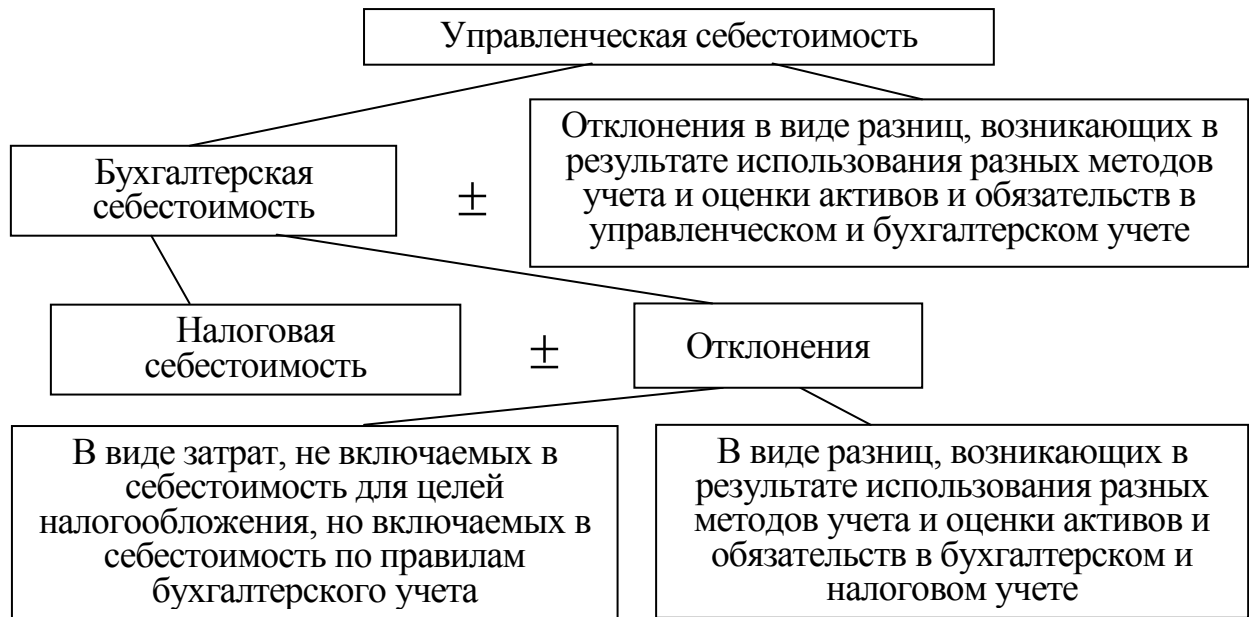 Управленческая себестоимость
Бухгалтерская
себестоимость
±
Отклонения в виде разниц, возникающих в
результате использования разных методов
учета и оценки активов и обязательств в
управленческом и бухгалтерском учете
Налоговая
себестоимость
±
Отклонения
В виде затрат, не включаемых в
себестоимость для целей
налогообложения, но включаемых в
себестоимость по правилам
бухгалтерского учета
В виде разниц, возникающих в
результате использования разных
методов учета и оценки активов и
обязательств в бухгалтерском и
налоговом учете